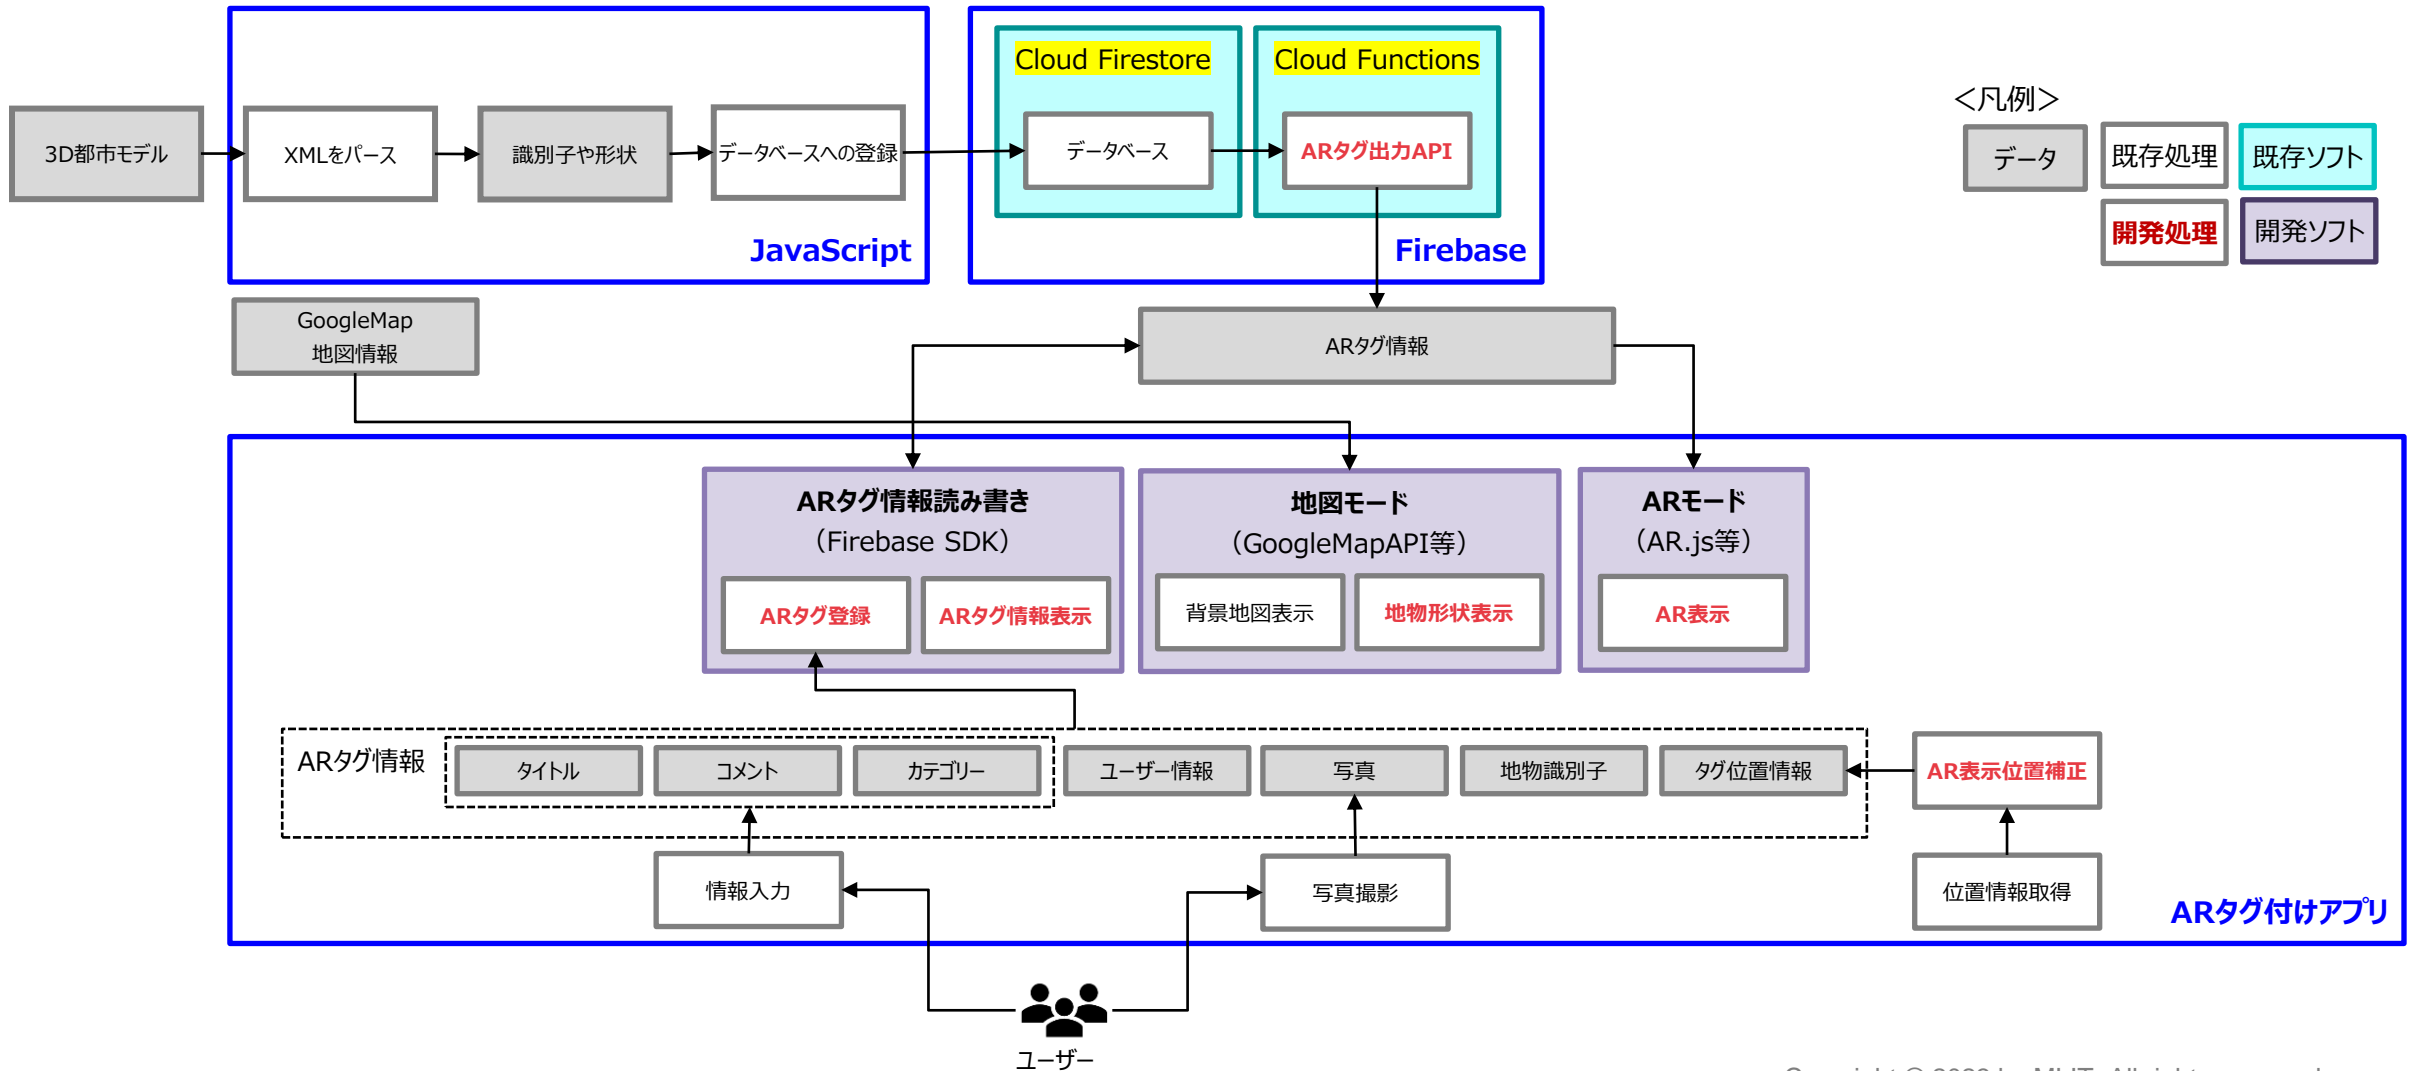 Cloud Firestore
Cloud Functions
3D都市モデル
XMLをパース
識別子や形状
データベースへの登録
データベース
ARタグ出力API
JavaScript
Firebase
<凡例>
データ
既存処理
既存ソフト
開発処理
開発ソフト
GoogleMap
地図情報
ARタグ情報
ARタグ情報読み書き
(Firebase SDK)
ARタグ登録
ARタグ情報表示
地図モード
(GoogleMapAPI等)
背景地図表示
地物形状表示
ARモード
(AR.js等)
AR表示
ARタグ情報
タイトル
コメント
カテゴリー
ユーザー情報
写真
地物識別子
タグ位置情報
AR表示位置補正
情報入力
写真撮影
位置情報取得
ARタグ付けアプリ
ユーザー